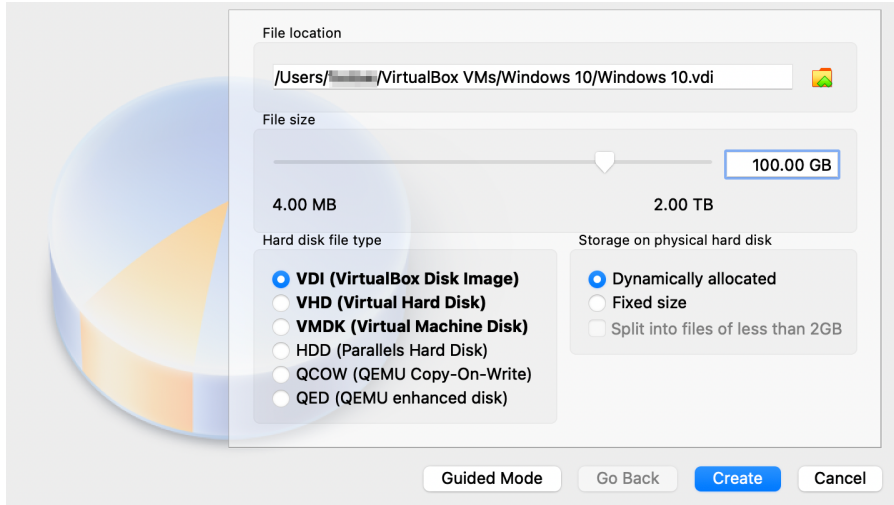 File location
/Users/ /VirtualBox VMs/Windows 10/Windows 10.vdi
File size
100.00 GB
4.00 MB 2.00 TB
Hard disk file type
VDI (VirtualBox Disk Image)
VHD (Virtual Hard Disk)
VMDK (Virtual Machine Disk)
HDD (Parallels Hard Disk)
QCOW (QEMU Copy-On-Write)
QED (QEMU enhanced disk)
Storage on physical hard disk
Dynamically allocated
Fixed size
Split into files of less than 2GB
Guided Mode Go Back Create Cancel